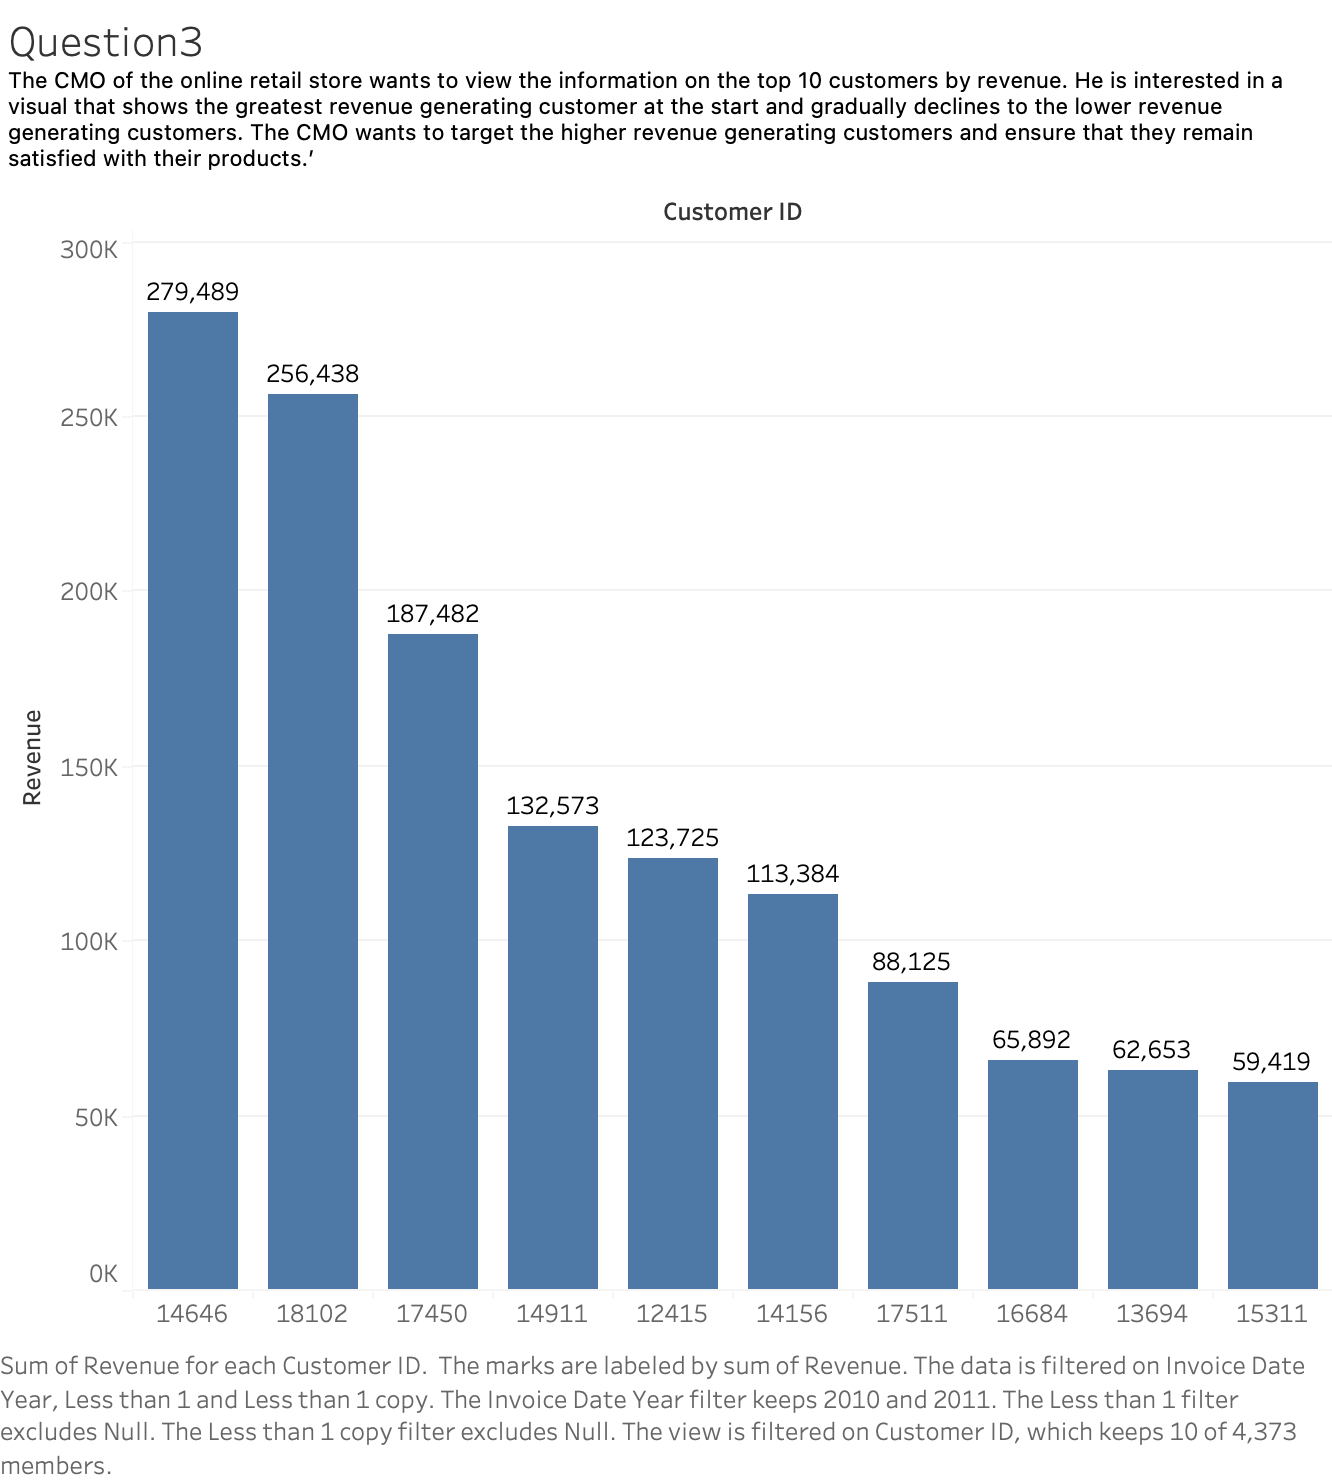 Question3
The CMO of the online retail store wants to view the information on the top 10 customers by revenue. He is interested in a
visual that shows the greatest revenue generating customer at the start and gradually declines to the lower revenue
generating customers. The CMO wants to target the higher revenue generating customers and ensure that they remain
satisfied with their products.’
Customer ID
300K
279,489
256,438
250K
200K
187,482
Revenue
150K
132,573
123,725
113,384
100K
88,125
65,892
62,653
59,419
50K
0K
14646 18102 17450 14911 12415 14156 17511 16684 13694 15311
Sum of Revenue for each Customer ID.  The marks are labeled by sum of Revenue. The data is filtered on Invoice Date
Year, Less than 1 and Less than 1 copy. The Invoice Date Year filter keeps 2010 and 2011. The Less than 1 filter
excludes Null. The Less than 1 copy filter excludes Null. The view is filtered on Customer ID, which keeps 10 of 4,373
members.